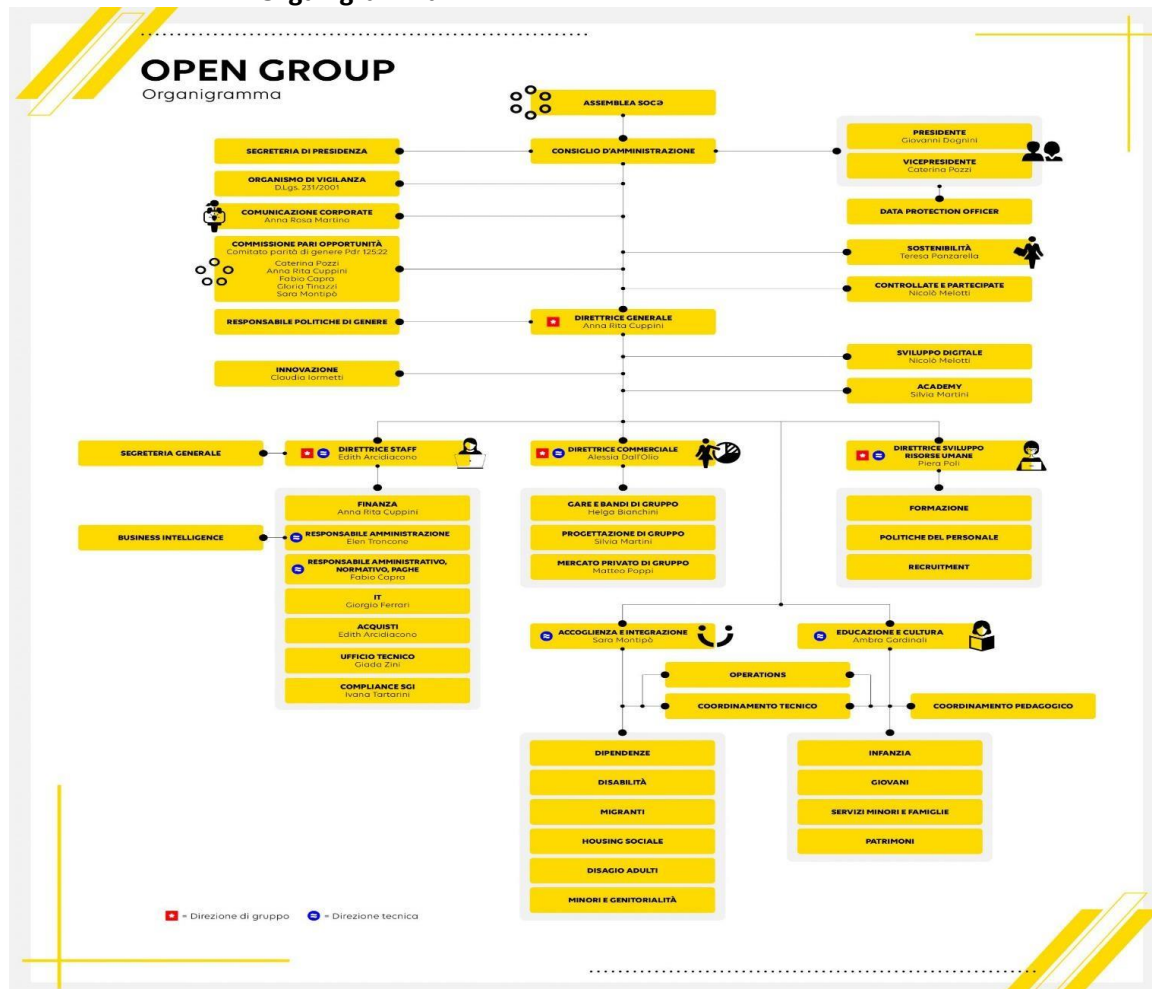 OPEN GROUP
Organigramma
ASSEMBLEA SOCƏ
SEGRETERIA DI PRESIDENZA
CONSIGLIO D'AMMINISTRAZIONE
PRESIDENTE
Giovanni Dognini
VICEPRESIDENTE
Caterina Pozzi
ORGANISMO DI VIGILANZA
D.Lgs. 231/2001
DATA PROTECTION OFFICER
COMUNICAZIONE CORPORATE
Anna Rosa Martino
COMMISSIONE PARI OPPORTUNITÀ
Comitato parità di genere Pdr 125:22
Caterina Pozzi
Anna Rita Cuppini
Fabio Capra
Gloria Tinazzi
Sara Montipò
SOSTENIBILITÀ
Teresa Panzarella
CONTROLLATE E PARTECIPATE
Nicolò Melotti
RESPONSABILE POLITICHE DI GENERE
DIRETTRICE GENERALE
Anna Rita Cuppini
INNOVAZIONE
Claudia Iormetti
SVILUPPO DIGITALE
Nicolò Melotti
ACADEMY
Silvia Martini
SEGRETERIA GENERALE
DIRETTRICE STAFF
Edith Arcidiacono
DIRETTRICE COMMERCIALE
Alessia Dall'Olio
DIRETTRICE SVILUPPO
RISORSE UMANE
Piera Poli
FINANZA
Anna Rita Cuppini
BUSINESS INTELLIGENCE
RESPONSABILE AMMINISTRAZIONE
Elen Troncone
RESPONSABILE AMMINISTRATIVO,
NORMATIVO, PAGHE
Fabio Capra
IT
Giorgio Ferrari
ACQUISTI
Edith Arcidiacono
UFFICIO TECNICO
Giada Zini
COMPLIANCE SGI
Ivana Tartarini
GARE E BANDI DI GRUPPO
Helga Bianchini
PROGETTAZIONE DI GRUPPO
Silvia Martini
MERCATO PRIVATO DI GRUPPO
Matteo Poppi
FORMAZIONE
POLITICHE DEL PERSONALE
RECRUITMENT
ACCOGLIENZA E INTEGRAZIONE
Sara Montipò
EDUCAZIONE E CULTURA
Ambra Gardinali
OPERATIONS
COORDINAMENTO TECNICO
COORDINAMENTO PEDAGOGICO
DIPENDENZE
DISABILITÀ
MIGRANTI
HOUSING SOCIALE
DISAGIO ADULTI
MINORI E GENITORIALITÀ
INFANZIA
GIOVANI
SERVIZI MINORI E FAMIGLIE
PATRIMONI
= Direzione di gruppo
= Direzione tecnica